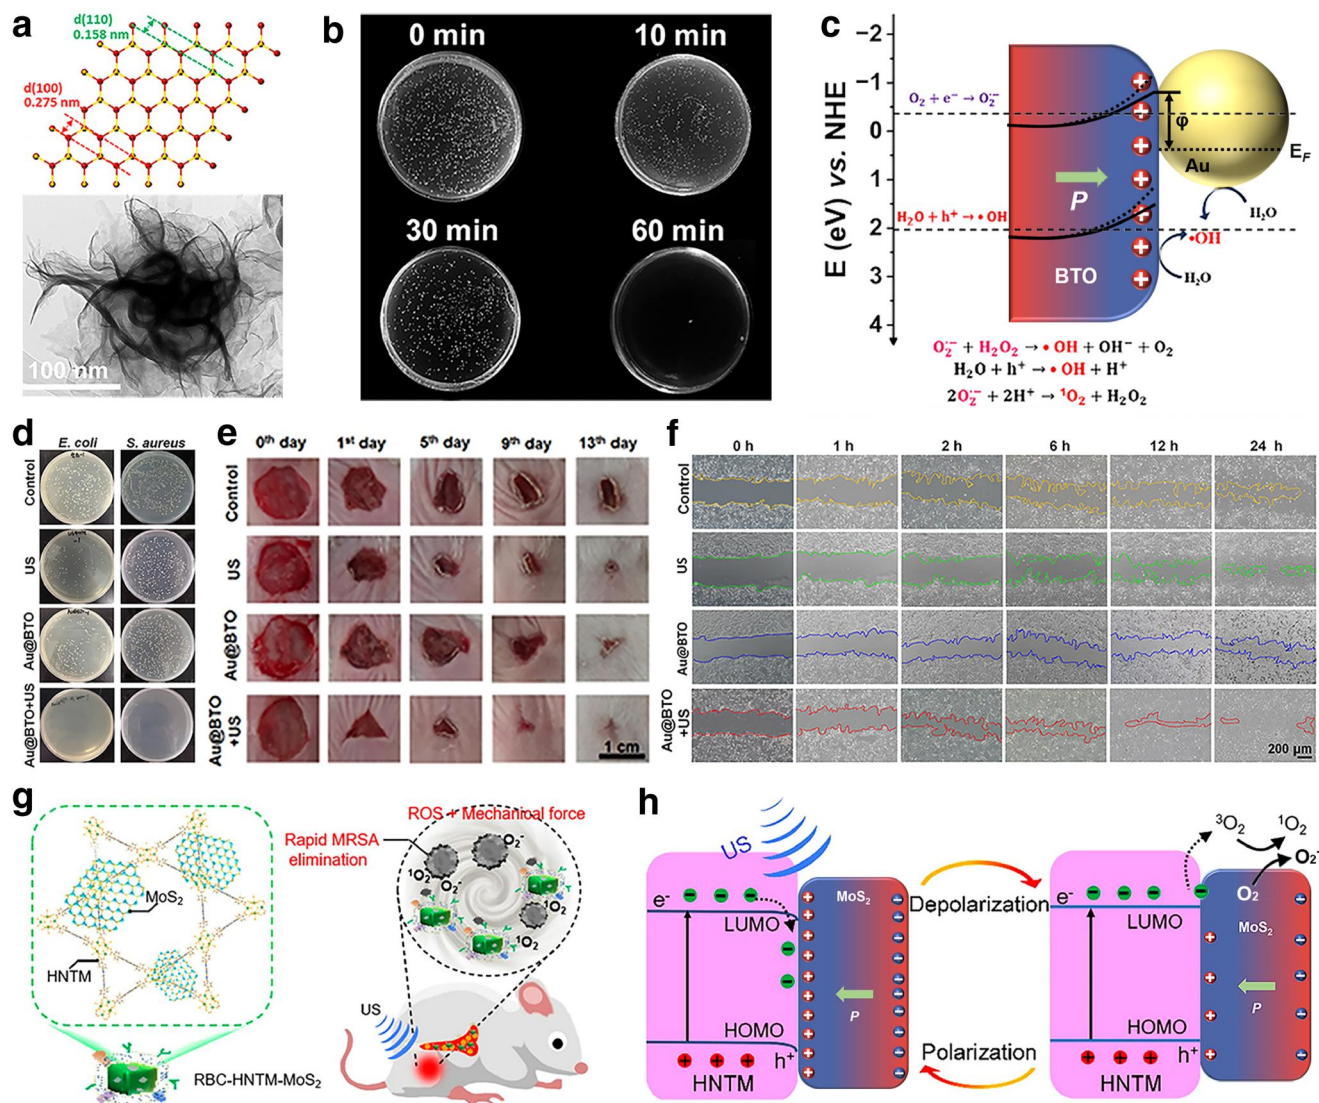 a
d(110)
0.158 nm
d(100)
0.275 nm
100 nm
b
0 min
10 min
30 min
60 min
c
E (eV) vs. NHE
−2
−1
0
1
2
3
4
O₂ + e⁻ → O₂·⁻
H₂O + h⁺ → • OH
φ
E_F
Au
P
BTO
H₂O
•OH
H₂O
O₂·⁻ + H₂O₂ → • OH + OH⁻ + O₂
H₂O + h⁺ → • OH + H⁺
2O₂·⁻ + 2H⁺ → ¹O₂ + H₂O₂
d
E. coli
S. aureus
Control
US
Au@BTO
Au@BTO+US
e
0th day
1st day
5th day
9th day
13th day
Control
US
Au@BTO
Au@BTO
+US
1 cm
f
0 h
1 h
2 h
6 h
12 h
24 h
Control
US
Au@BTO
Au@BTO
+US
200 µm
g
MoS₂
HNTM
RBC-HNTM-MoS₂
ROS + Mechanical force
Rapid MRSA
elimination
O₂⁻
¹O₂
O₂⁻
¹O₂
¹O₂
US
h
US
e⁻
LUMO
HOMO
h⁺
HNTM
MoS₂
P
Depolarization
Polarization
³O₂
¹O₂
O₂⁻
O₂
e⁻
LUMO
MoS₂
P
HOMO
h⁺
HNTM